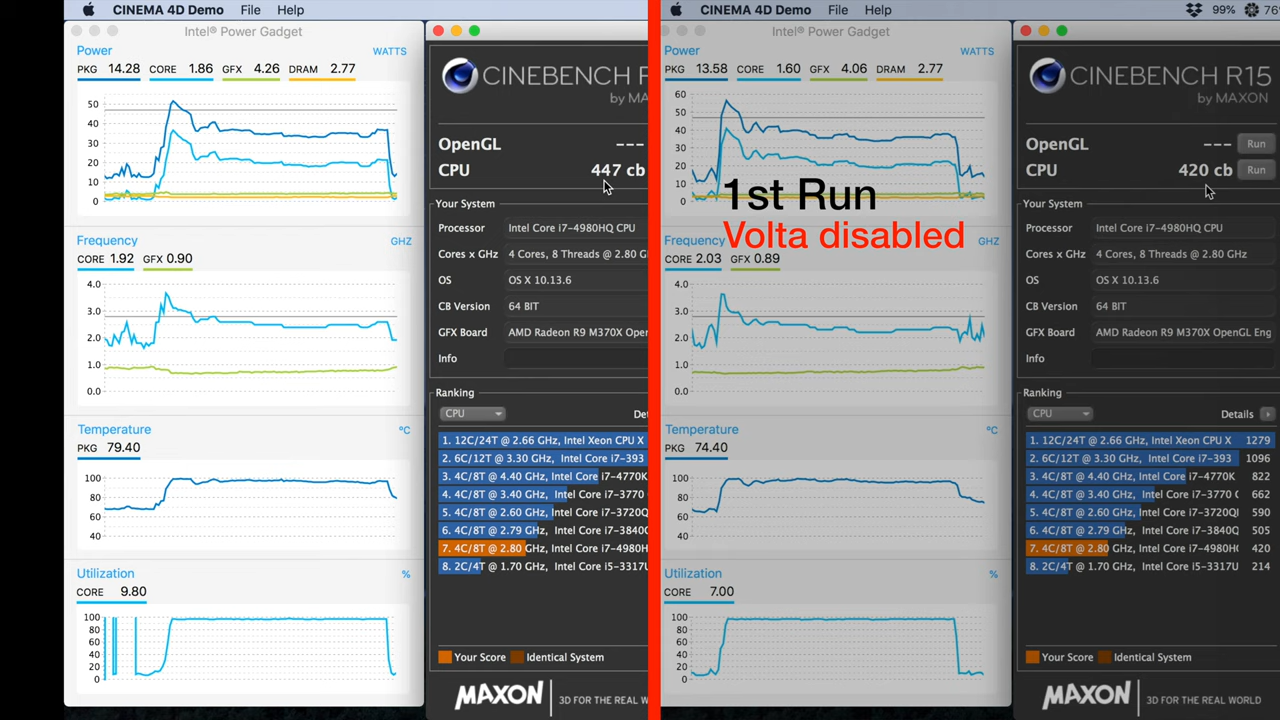 CINEMA 4D Demo File Help
Intel® Power Gadget
Power WATTS
PKG 14.28 CORE 1.86 GFX 4.26 DRAM 2.77
50
40
30
20
10
0
Frequency GHZ
CORE 1.92 GFX 0.90
4.0
3.0
2.0
1.0
0.0
Temperature ºC
PKG 79.40
100
80
60
40
Utilization %
CORE 9.80
100
80
60
40
20
0
CINEBENCH R
by MAXON
OpenGL ---
CPU 447 cb
Your System
Processor Intel Core i7-4980HQ CPU
Cores x GHz 4 Cores, 8 Threads @ 2.80 GHz
OS OS X 10.13.6
CB Version 64 BIT
GFX Board AMD Radeon R9 M370X Open
Info
Ranking
CPU Det
1. 12C/24T @ 2.66 GHz, Intel Xeon CPU X
2. 6C/12T @ 3.30 GHz, Intel Core i7-393
3. 4C/8T @ 4.40 GHz, Intel Core i7-4770K
4. 4C/8T @ 3.40 GHz, Intel Core i7-3770
5. 4C/8T @ 2.60 GHz, Intel Core i7-3720Q
6. 4C/8T @ 2.79 GHz, Intel Core i7-3840
7. 4C/8T @ 2.80 GHz, Intel Core i7-4980H
8. 2C/4T @ 1.70 GHz, Intel Core i5-3317U
Your Score Identical System
MAXON 3D FOR THE REAL W
CINEMA 4D Demo File Help 99% 76
Intel® Power Gadget
Power WATTS
PKG 13.58 CORE 1.60 GFX 4.06 DRAM 2.77
60
50
40
30
20
10
0
1st Run
Volta disabled
Frequency GHZ
CORE 2.03 GFX 0.89
4.0
3.0
2.0
1.0
0.0
Temperature ºC
PKG 74.40
100
80
60
40
Utilization %
CORE 7.00
100
80
60
40
20
0
CINEBENCH R15
by MAXON
OpenGL --- Run
CPU 420 cb Run
Your System
Processor Intel Core i7-4980HQ CPU
Cores x GHz 4 Cores, 8 Threads @ 2.80 GHz
OS OS X 10.13.6
CB Version 64 BIT
GFX Board AMD Radeon R9 M370X OpenGL Eng
Info
Ranking
CPU Details
1. 12C/24T @ 2.66 GHz, Intel Xeon CPU X 1279
2. 6C/12T @ 3.30 GHz, Intel Core i7-393 1096
3. 4C/8T @ 4.40 GHz, Intel Core i7-4770K 822
4. 4C/8T @ 3.40 GHz, Intel Core i7-3770 C 662
5. 4C/8T @ 2.60 GHz, Intel Core i7-3720QI 590
6. 4C/8T @ 2.79 GHz, Intel Core i7-3840Q 505
7. 4C/8T @ 2.80 GHz, Intel Core i7-4980H 420
8. 2C/4T @ 1.70 GHz, Intel Core i5-3317U 214
Your Score Identical System
MAXON 3D FOR THE REAL WORLD